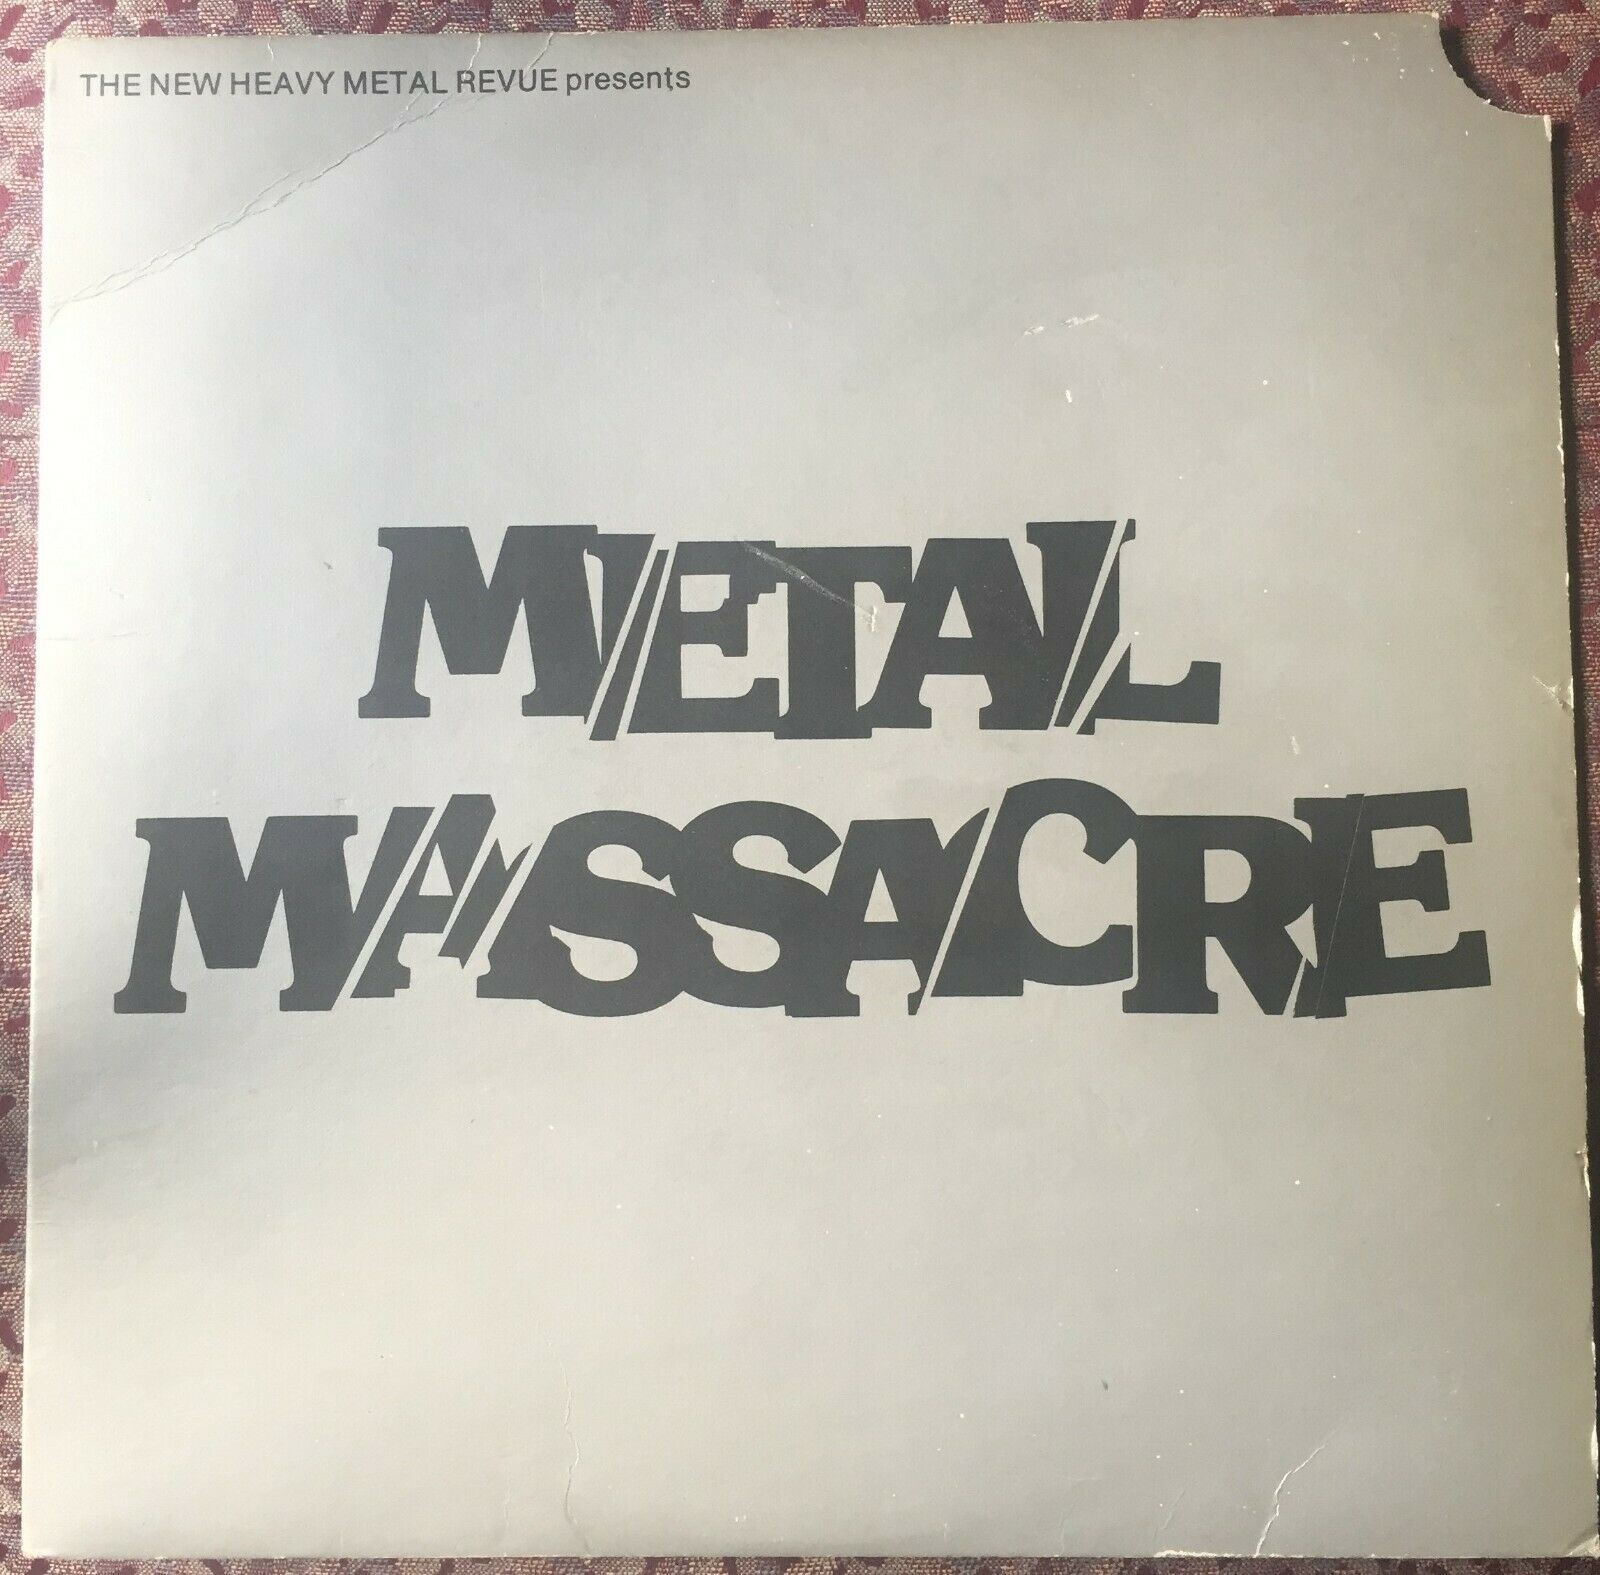 THE NEW HEAVY METAL REVUE presents
METAL
MASSACRE